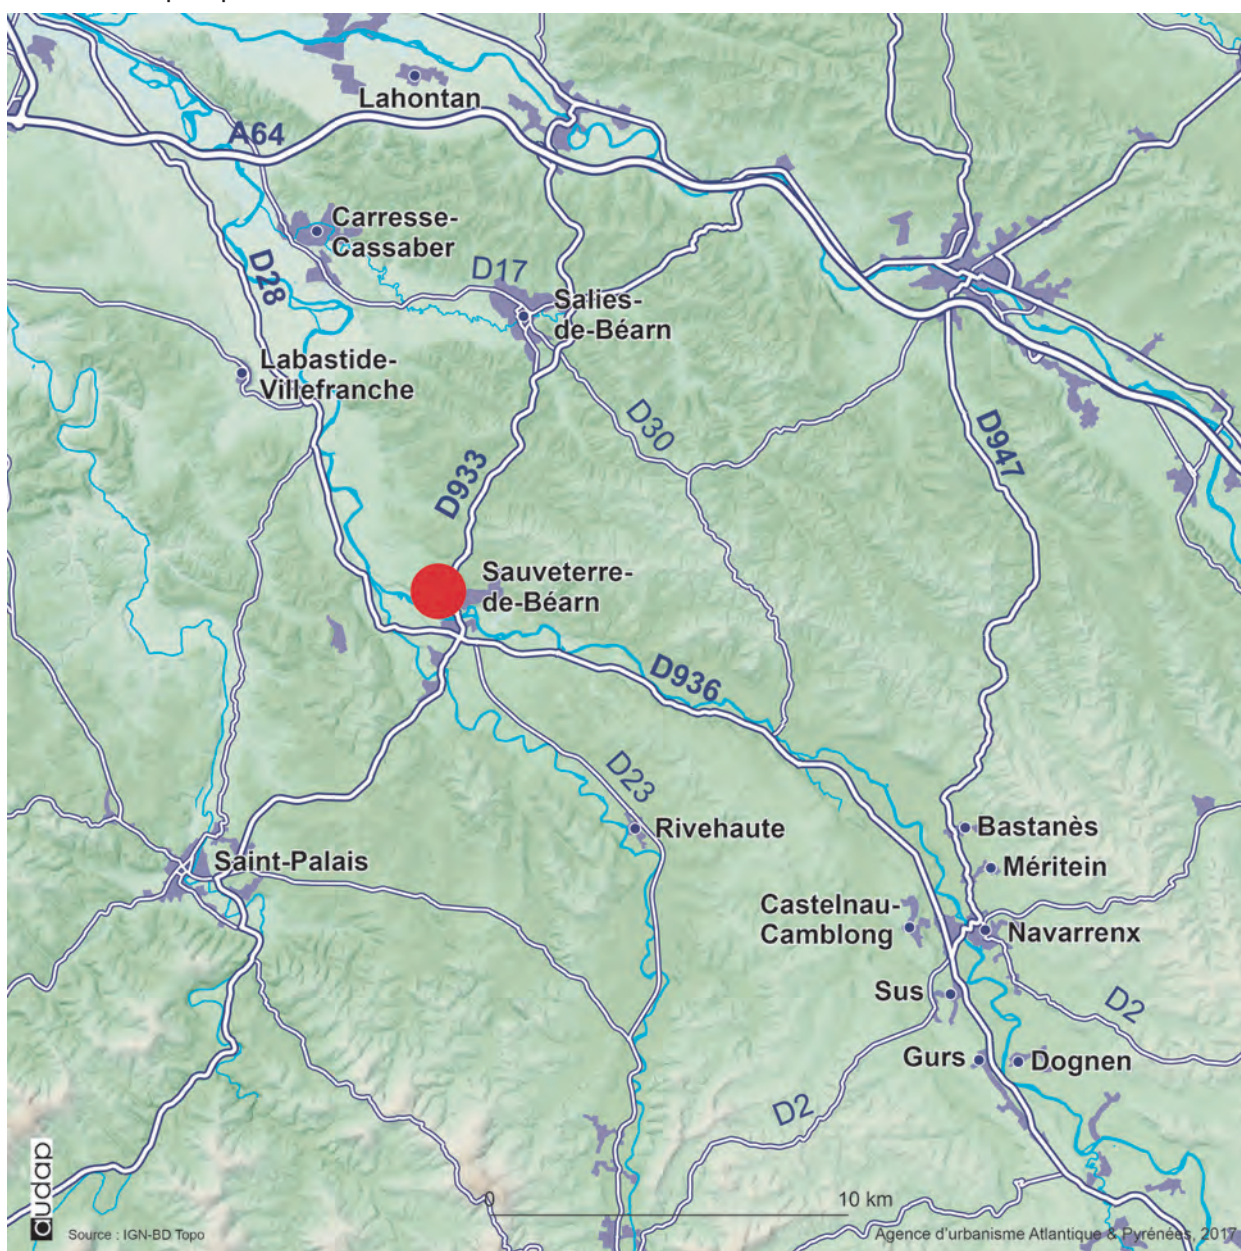 Lahontan
A64
Carresse-
Cassaber
D28
D17
Salies-
de-Béarn
Labastide-
Villefranche
D30
D933
D947
Sauveterre-
de-Béarn
D936
D23
Rivehaute
Bastanès
Saint-Palais
Méritein
Castelnau-
Camblong
Navarrenx
Sus
D2
Gurs
Dognen
D2
audap
0
10 km
Source : IGN-BD Topo
Agence d'urbanisme Atlantique & Pyrénées, 2017